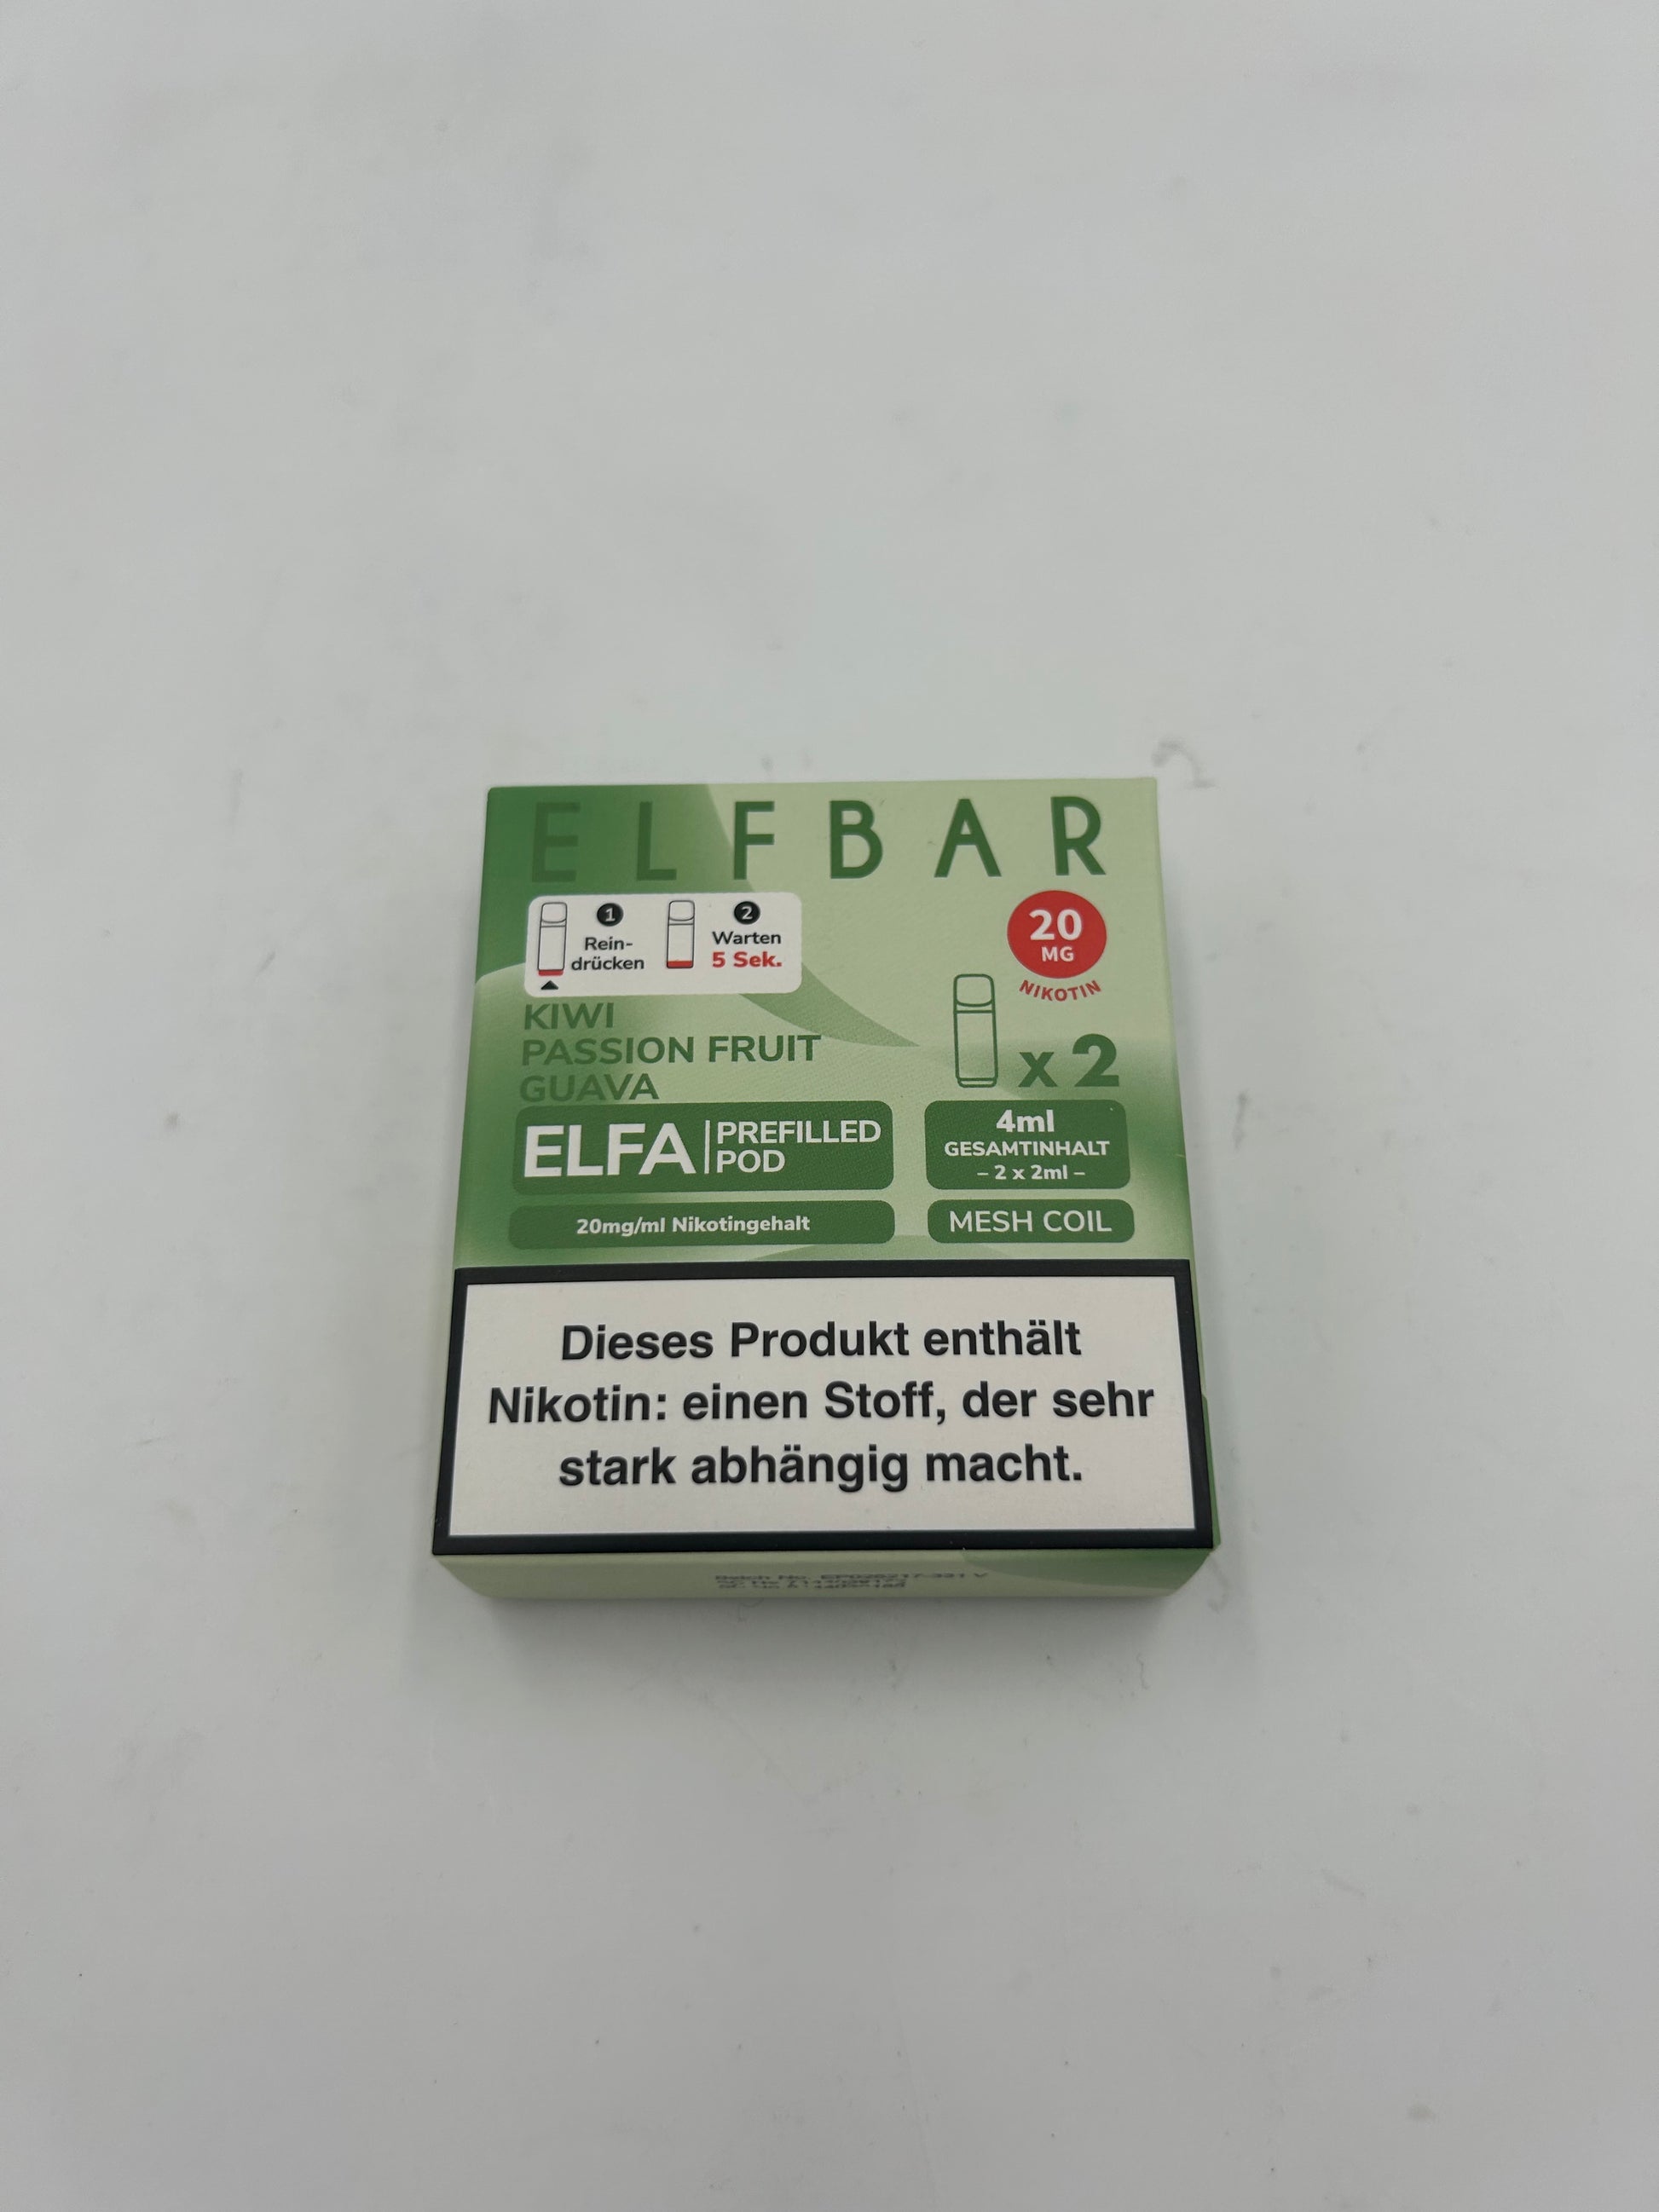 ELFBAR
1
Rein-
drücken
2
Warten
5 Sek.
20
MG
NIKOTIN
KIWI
PASSION FRUIT
GUAVA
x 2
ELFA | PREFILLED
POD
4ml
GESAMTINHALT
– 2 x 2ml –
20mg/ml Nikotingehalt
MESH COIL
Dieses Produkt enthält
Nikotin: einen Stoff, der sehr
stark abhängig macht.
Batch No.